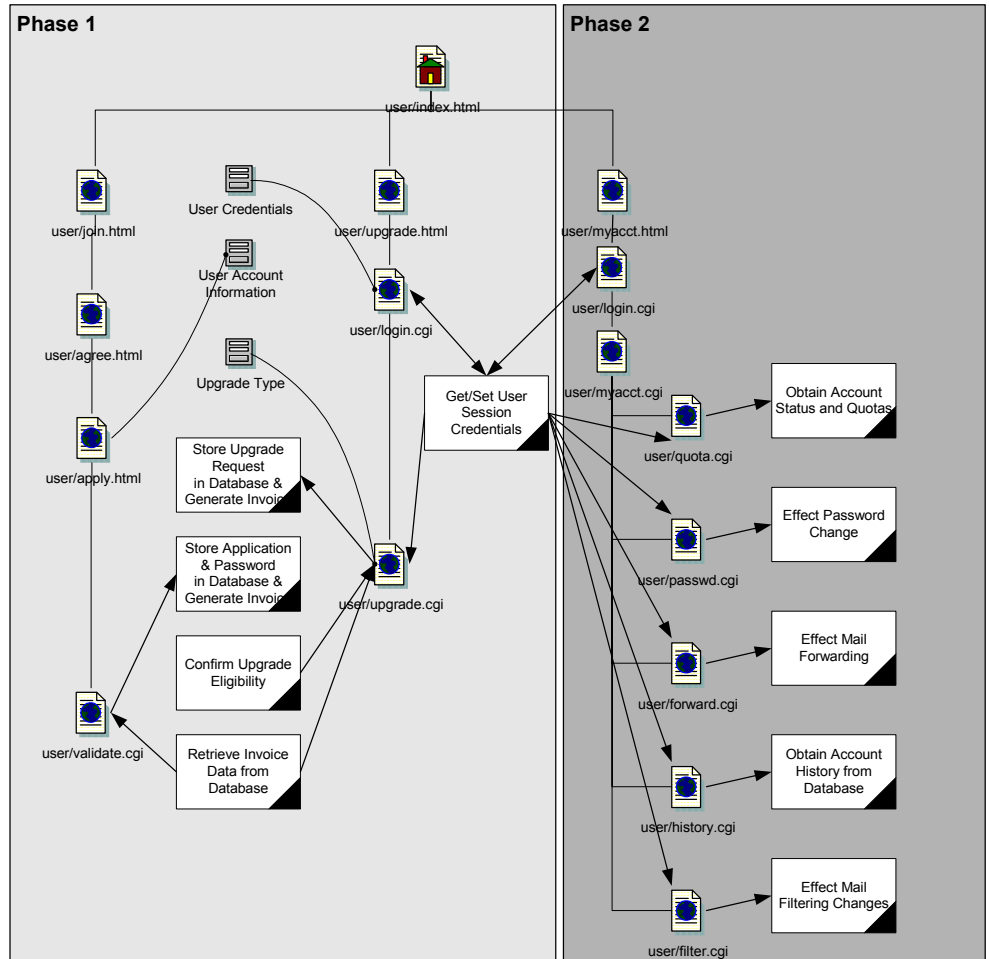 Phase 1
Phase 2
user/index.html
User Credentials
user/join.html
user/upgrade.html
user/myacct.html
User Account
Information
user/login.cgi
user/login.cgi
user/agree.html
Upgrade Type
user/myacct.cgi
Get/Set User
Session
Credentials
Obtain Account
Status and Quotas
user/quota.cgi
user/apply.html
Store Upgrade
Request
in Database &
Generate Invoice
Effect Password
Change
user/passwd.cgi
Store Application
& Password
in Database &
Generate Invoice
user/upgrade.cgi
Effect Mail
Forwarding
user/forward.cgi
Confirm Upgrade
Eligibility
user/validate.cgi
Retrieve Invoice
Data from
Database
Obtain Account
History from
Database
user/history.cgi
Effect Mail
Filtering Changes
user/filter.cgi